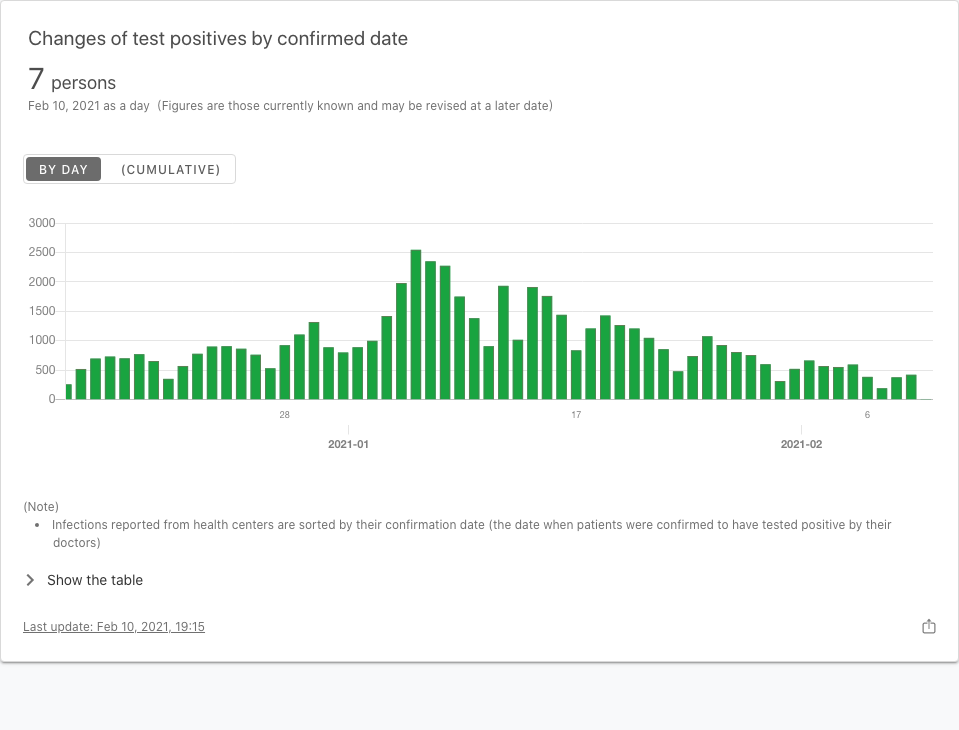 Changes of test positives by confirmed date
7 persons
Feb 10, 2021 as a day (Figures are those currently known and may be revised at a later date)
BY DAY (CUMULATIVE)
3000
2500
2000
1500
1000
500
0
28 17 6
2021-01 2021-02
(Note)
• Infections reported from health centers are sorted by their confirmation date (the date when patients were confirmed to have tested positive by their
doctors)
Show the table
Last update: Feb 10, 2021, 19:15